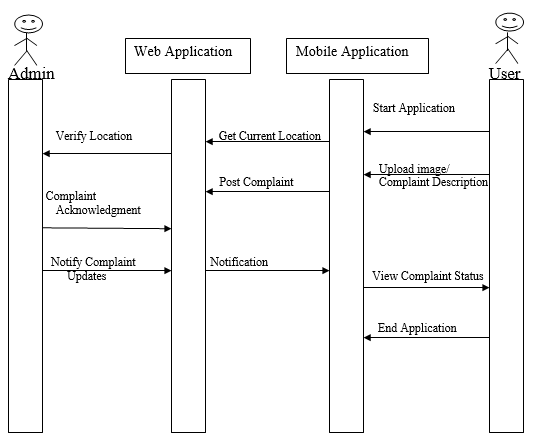 Web Application
Mobile Application
Admin
User
Start Application
Verify Location
Get Current Location
Upload image/
Complaint Description
Post Complaint
Complaint
Acknowledgment
Notify Complaint
Updates
Notification
View Complaint Status
End Application